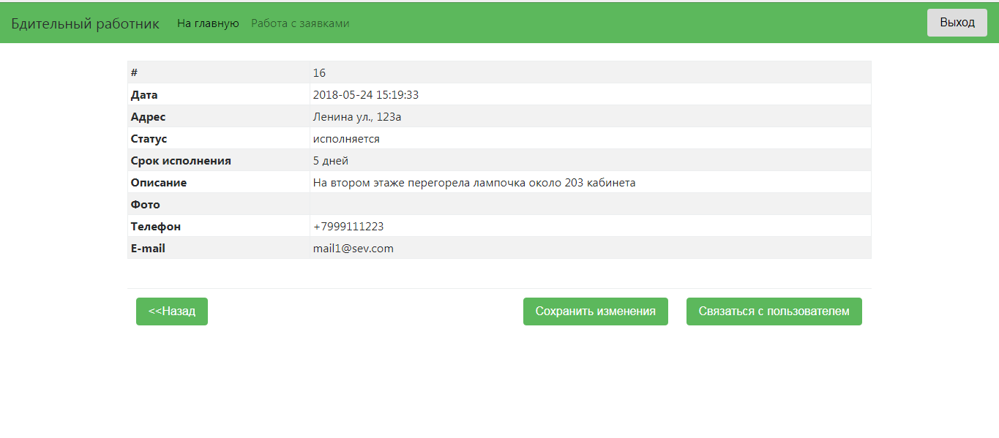 Бдительный работник На главную Работа с заявками Выход
# 16
Дата 2018-05-24 15:19:33
Адрес Ленина ул., 123а
Статус исполняется
Срок исполнения 5 дней
Описание На втором этаже перегорела лампочка около 203 кабинета
Фото
Телефон +7999111223
E-mail mail1@sev.com
<<Назад Сохранить изменения Связаться с пользователем